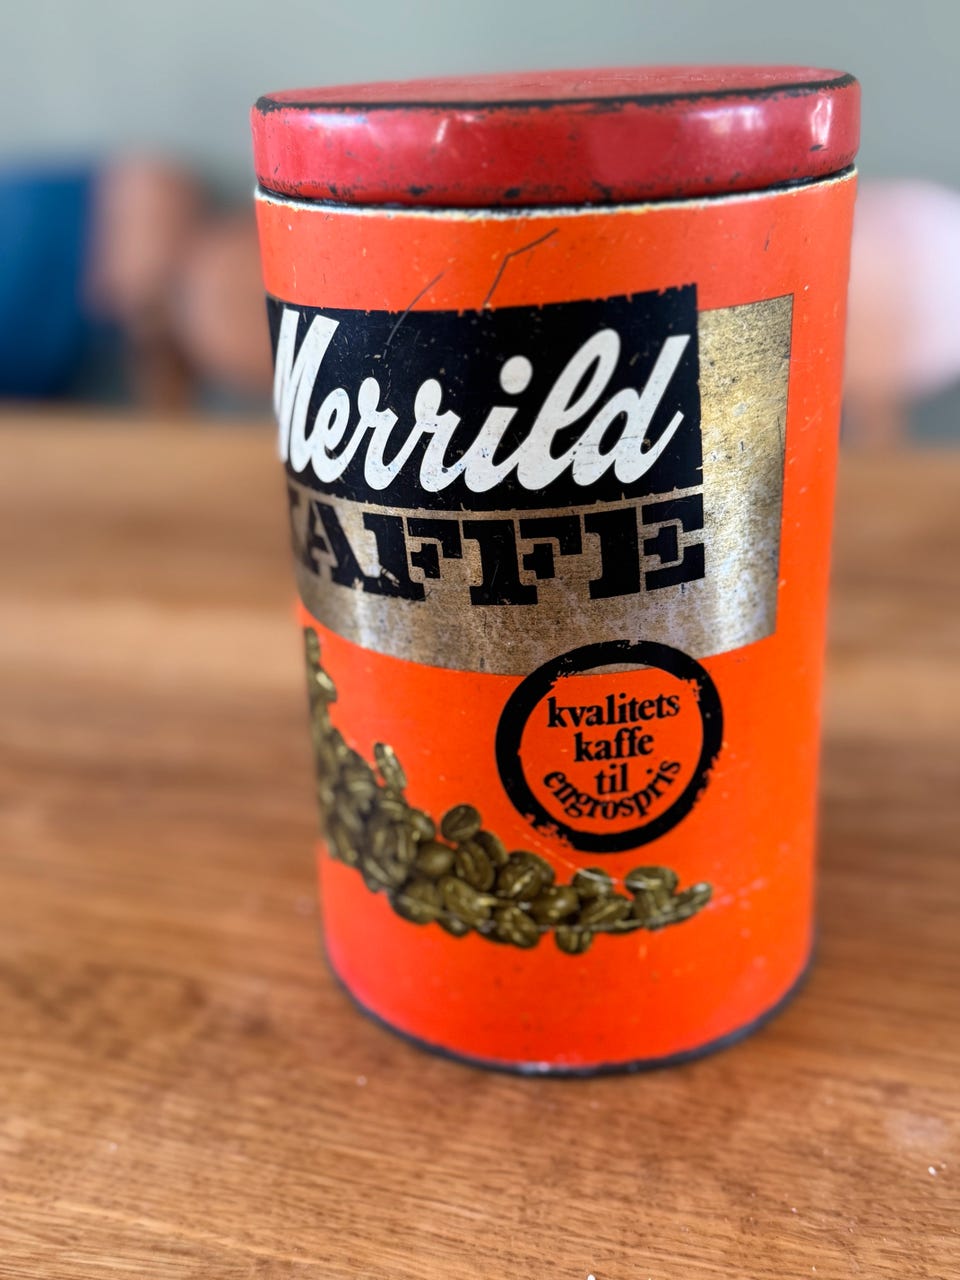 Merrild
KAFFE
kvalitets
kaffe
til
engrospris